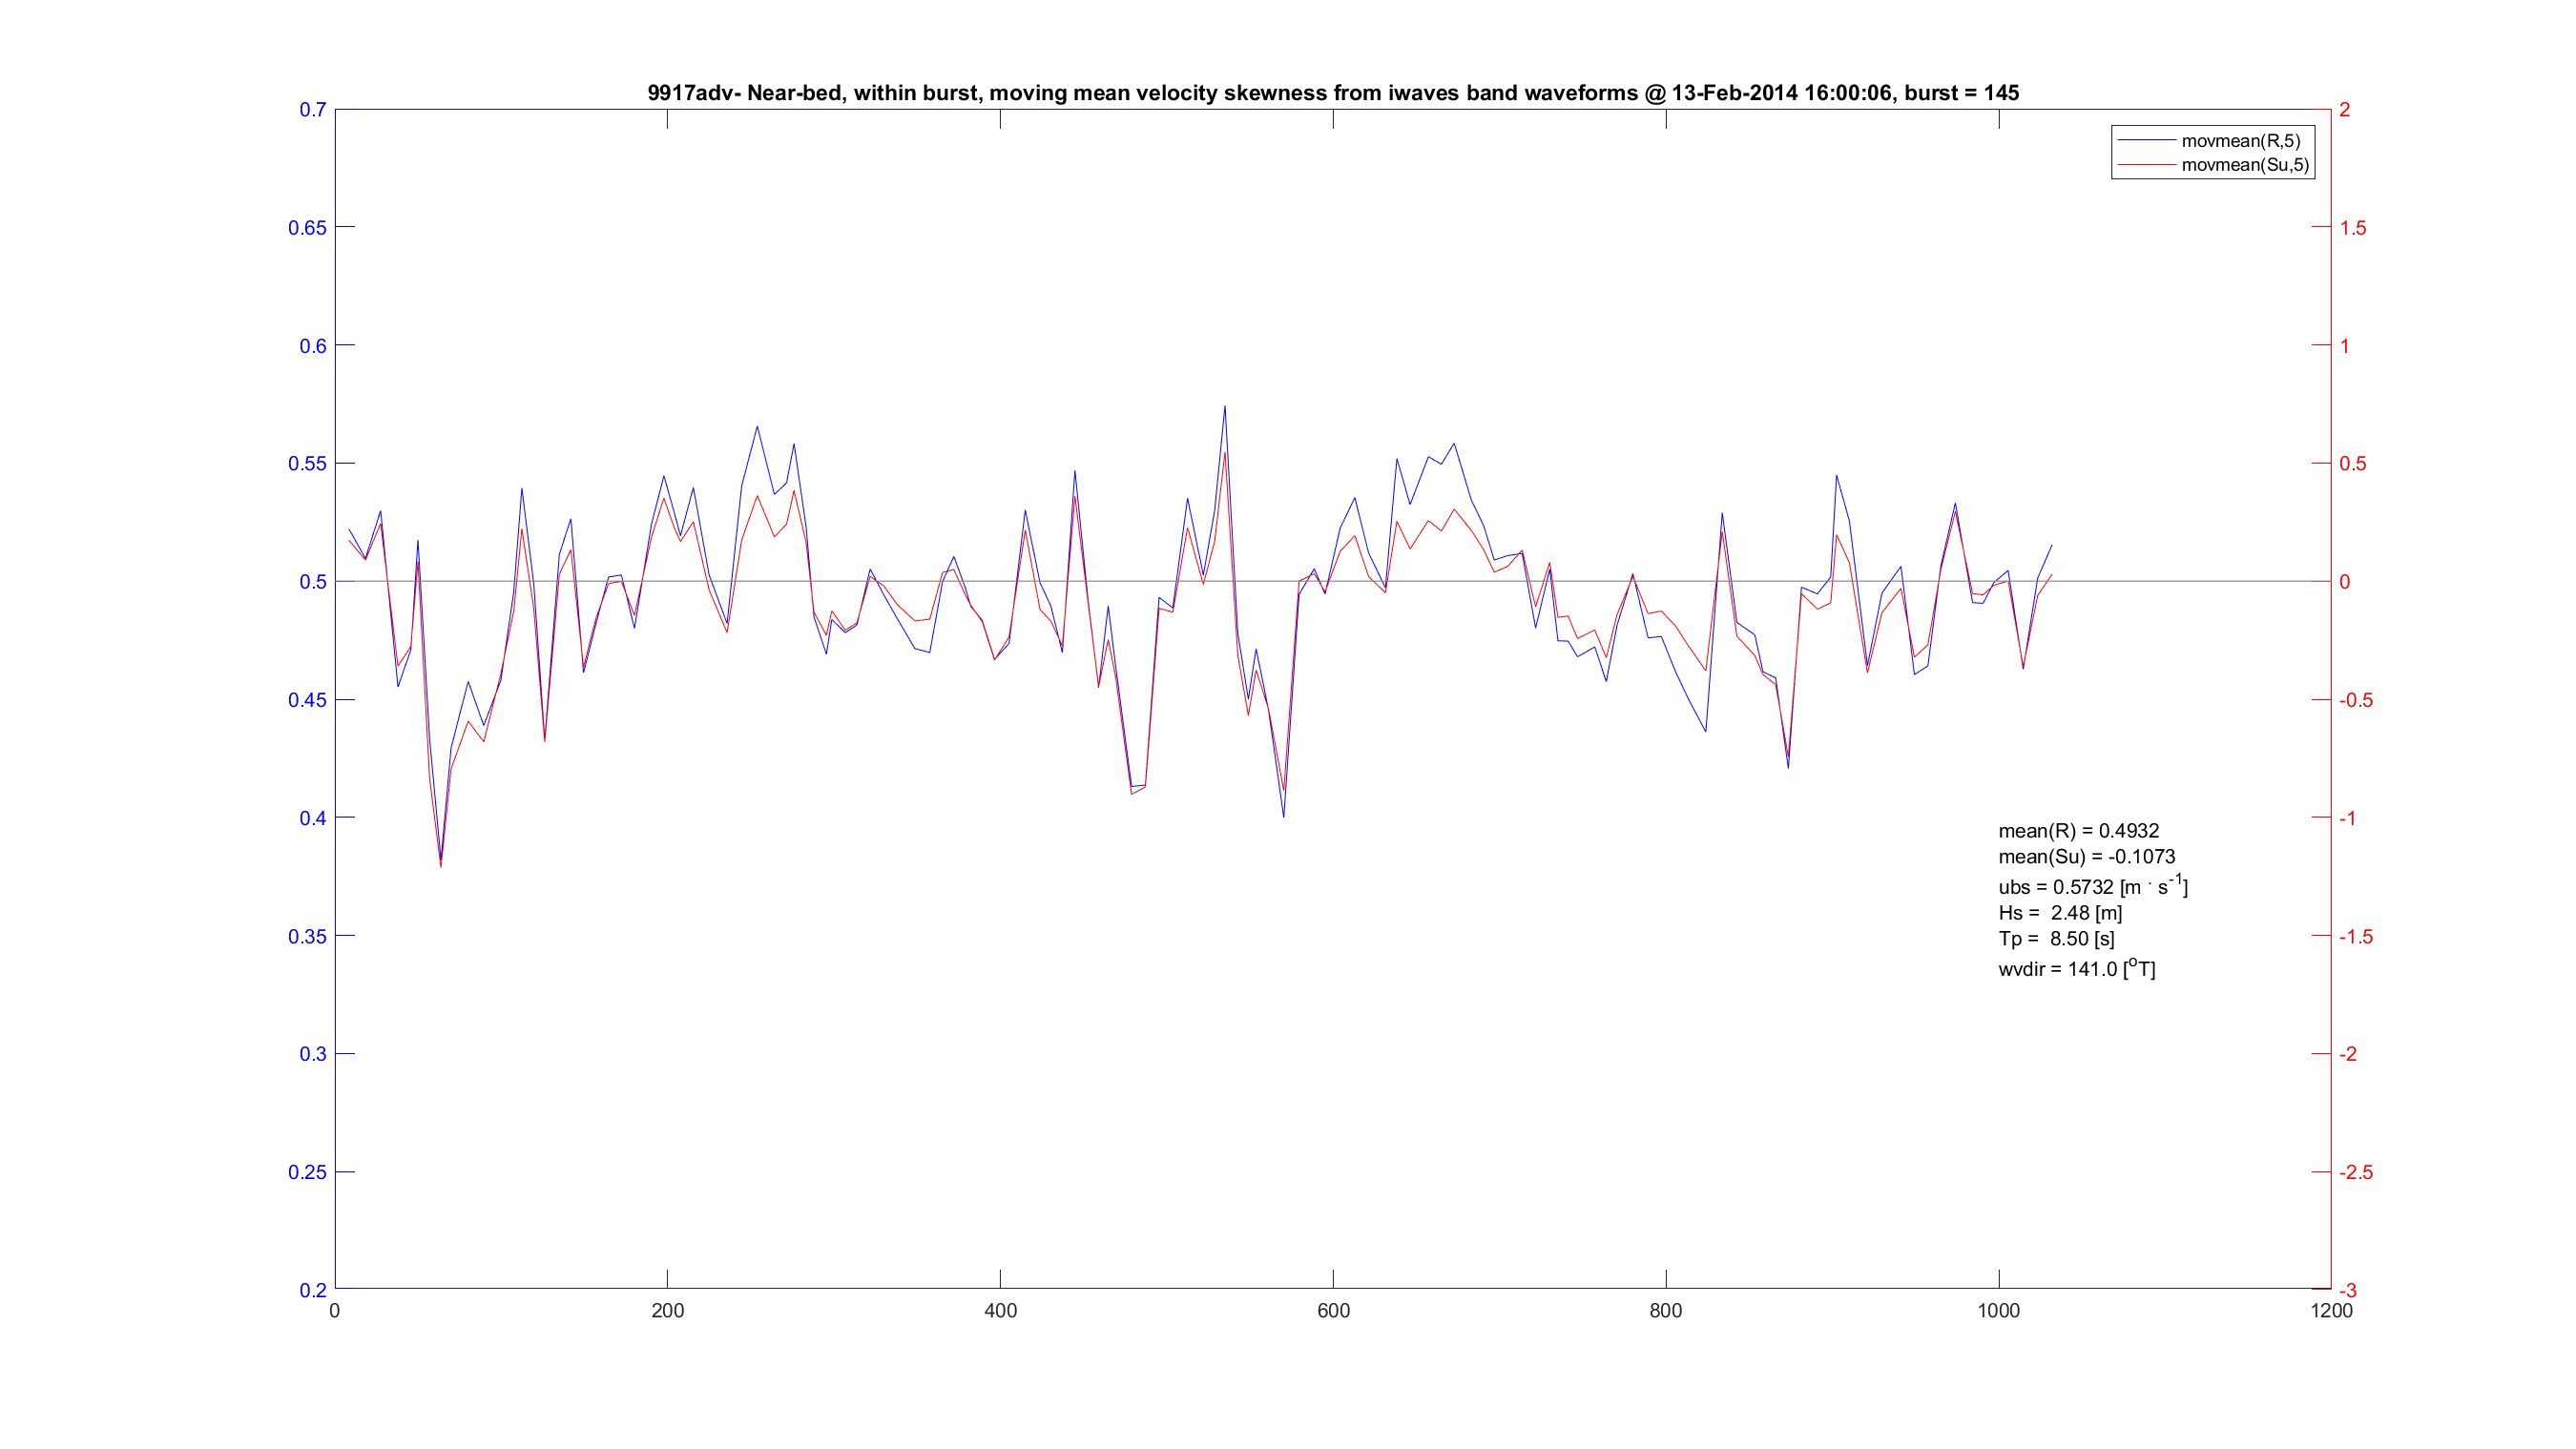 9917adv- Near-bed, within burst, moving mean velocity skewness from iwaves band waveforms @ 13-Feb-2014 16:00:06, burst = 145
0.7
0.65
0.6
0.55
0.5
0.45
0.4
0.35
0.3
0.25
0.2
2
1.5
1
0.5
0
-0.5
-1
-1.5
-2
-2.5
-3
movmean(R,5)
movmean(Su,5)
mean(R) = 0.4932
mean(Su) = -0.1073
ubs = 0.5732 [m · s⁻¹]
Hs =  2.48 [m]
Tp =  8.50 [s]
wvdir = 141.0 [ᵒT]
0 200 400 600 800 1000 1200